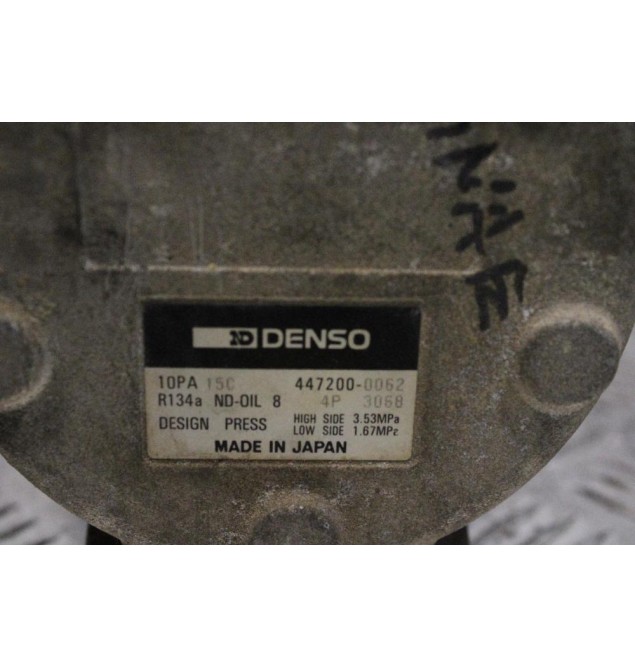 ND DENSO
10PA 15C 447200-0062
R134a ND-OIL 8 4P 3068
DESIGN PRESS HIGH SIDE 3.53MPa
LOW SIDE 1.67MPa
MADE IN JAPAN